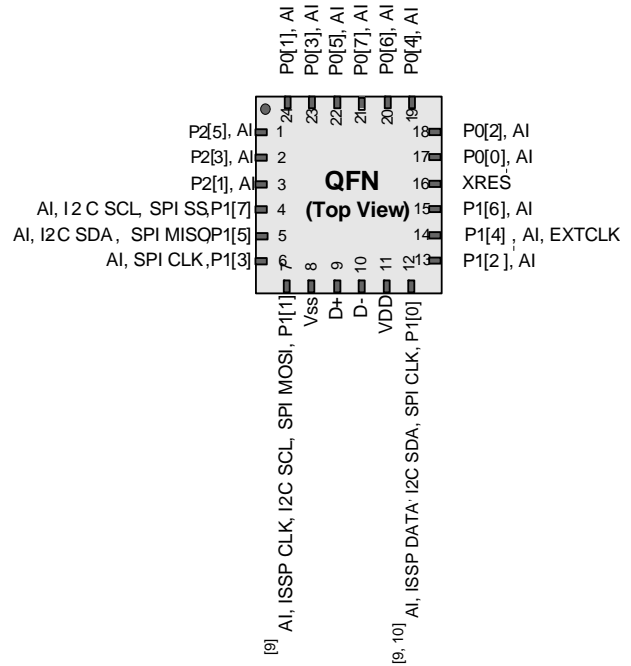 P0[1], AI
P0[3], AI
P0[5], AI
P0[7], AI
P0[6], AI
P0[4], AI
24
23
22
21
20
19
P2[5], AI
1
18
P0[2], AI
P2[3], AI
2
17
P0[0], AI
P2[1], AI
3
QFN
16
XRES
AI, I2 C SCL, SPI SS,P1[7]
4
(Top View)
15
P1[6], AI
AI, I2C SDA , SPI MISO,P1[5]
5
14
P1[4] , AI, EXTCLK
AI, SPI CLK,P1[3]
6
13
P1[2 ], AI
7
8
9
10
11
12
[9] AI, ISSP CLK, I2C SCL, SPI MOSI, P1[1]
Vss
D+
D-
VDD
[9, 10] AI, ISSP DATA, I2C SDA, SPI CLK, P1[0]